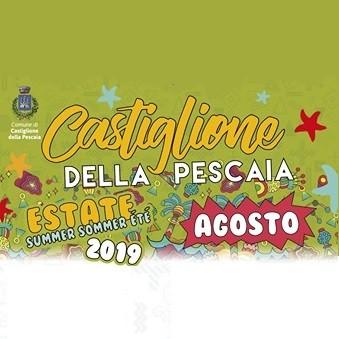 Comune di
Castiglione
della Pescaia
Castiglione
DELLA PESCAIA
ESTATE
SUMMER SOMMER ÉTÉ
2019
AGOSTO